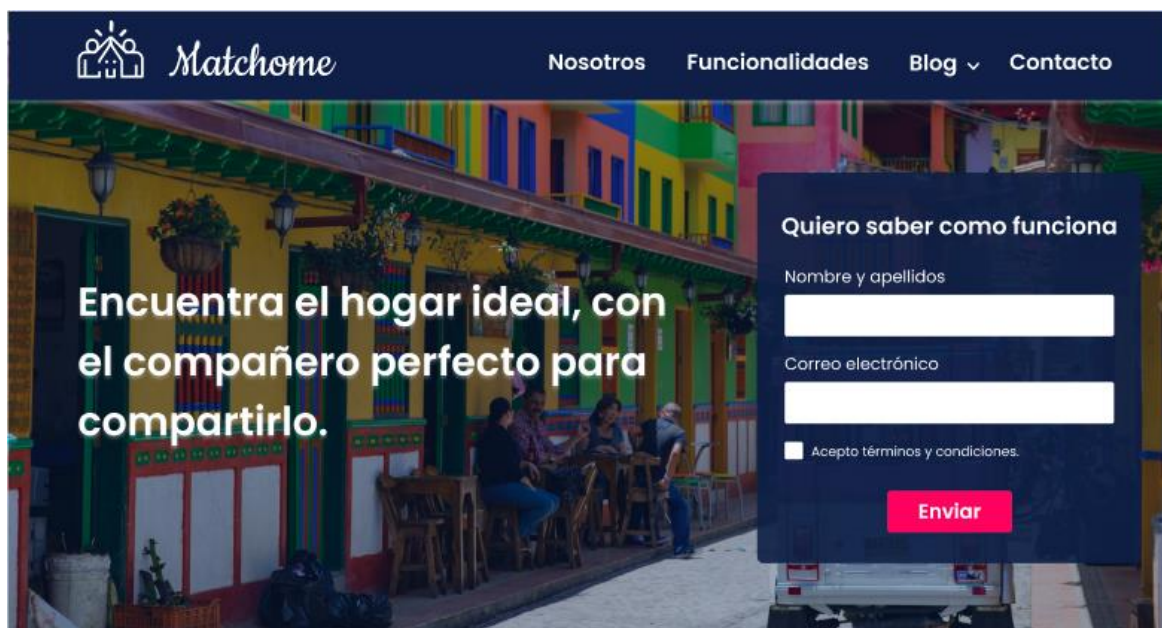 Matchome
Nosotros Funcionalidades Blog Contacto
Encuentra el hogar ideal, con
el compañero perfecto para
compartirlo.
Quiero saber como funciona
Nombre y apellidos
Correo electrónico
Acepto términos y condiciones.
Enviar